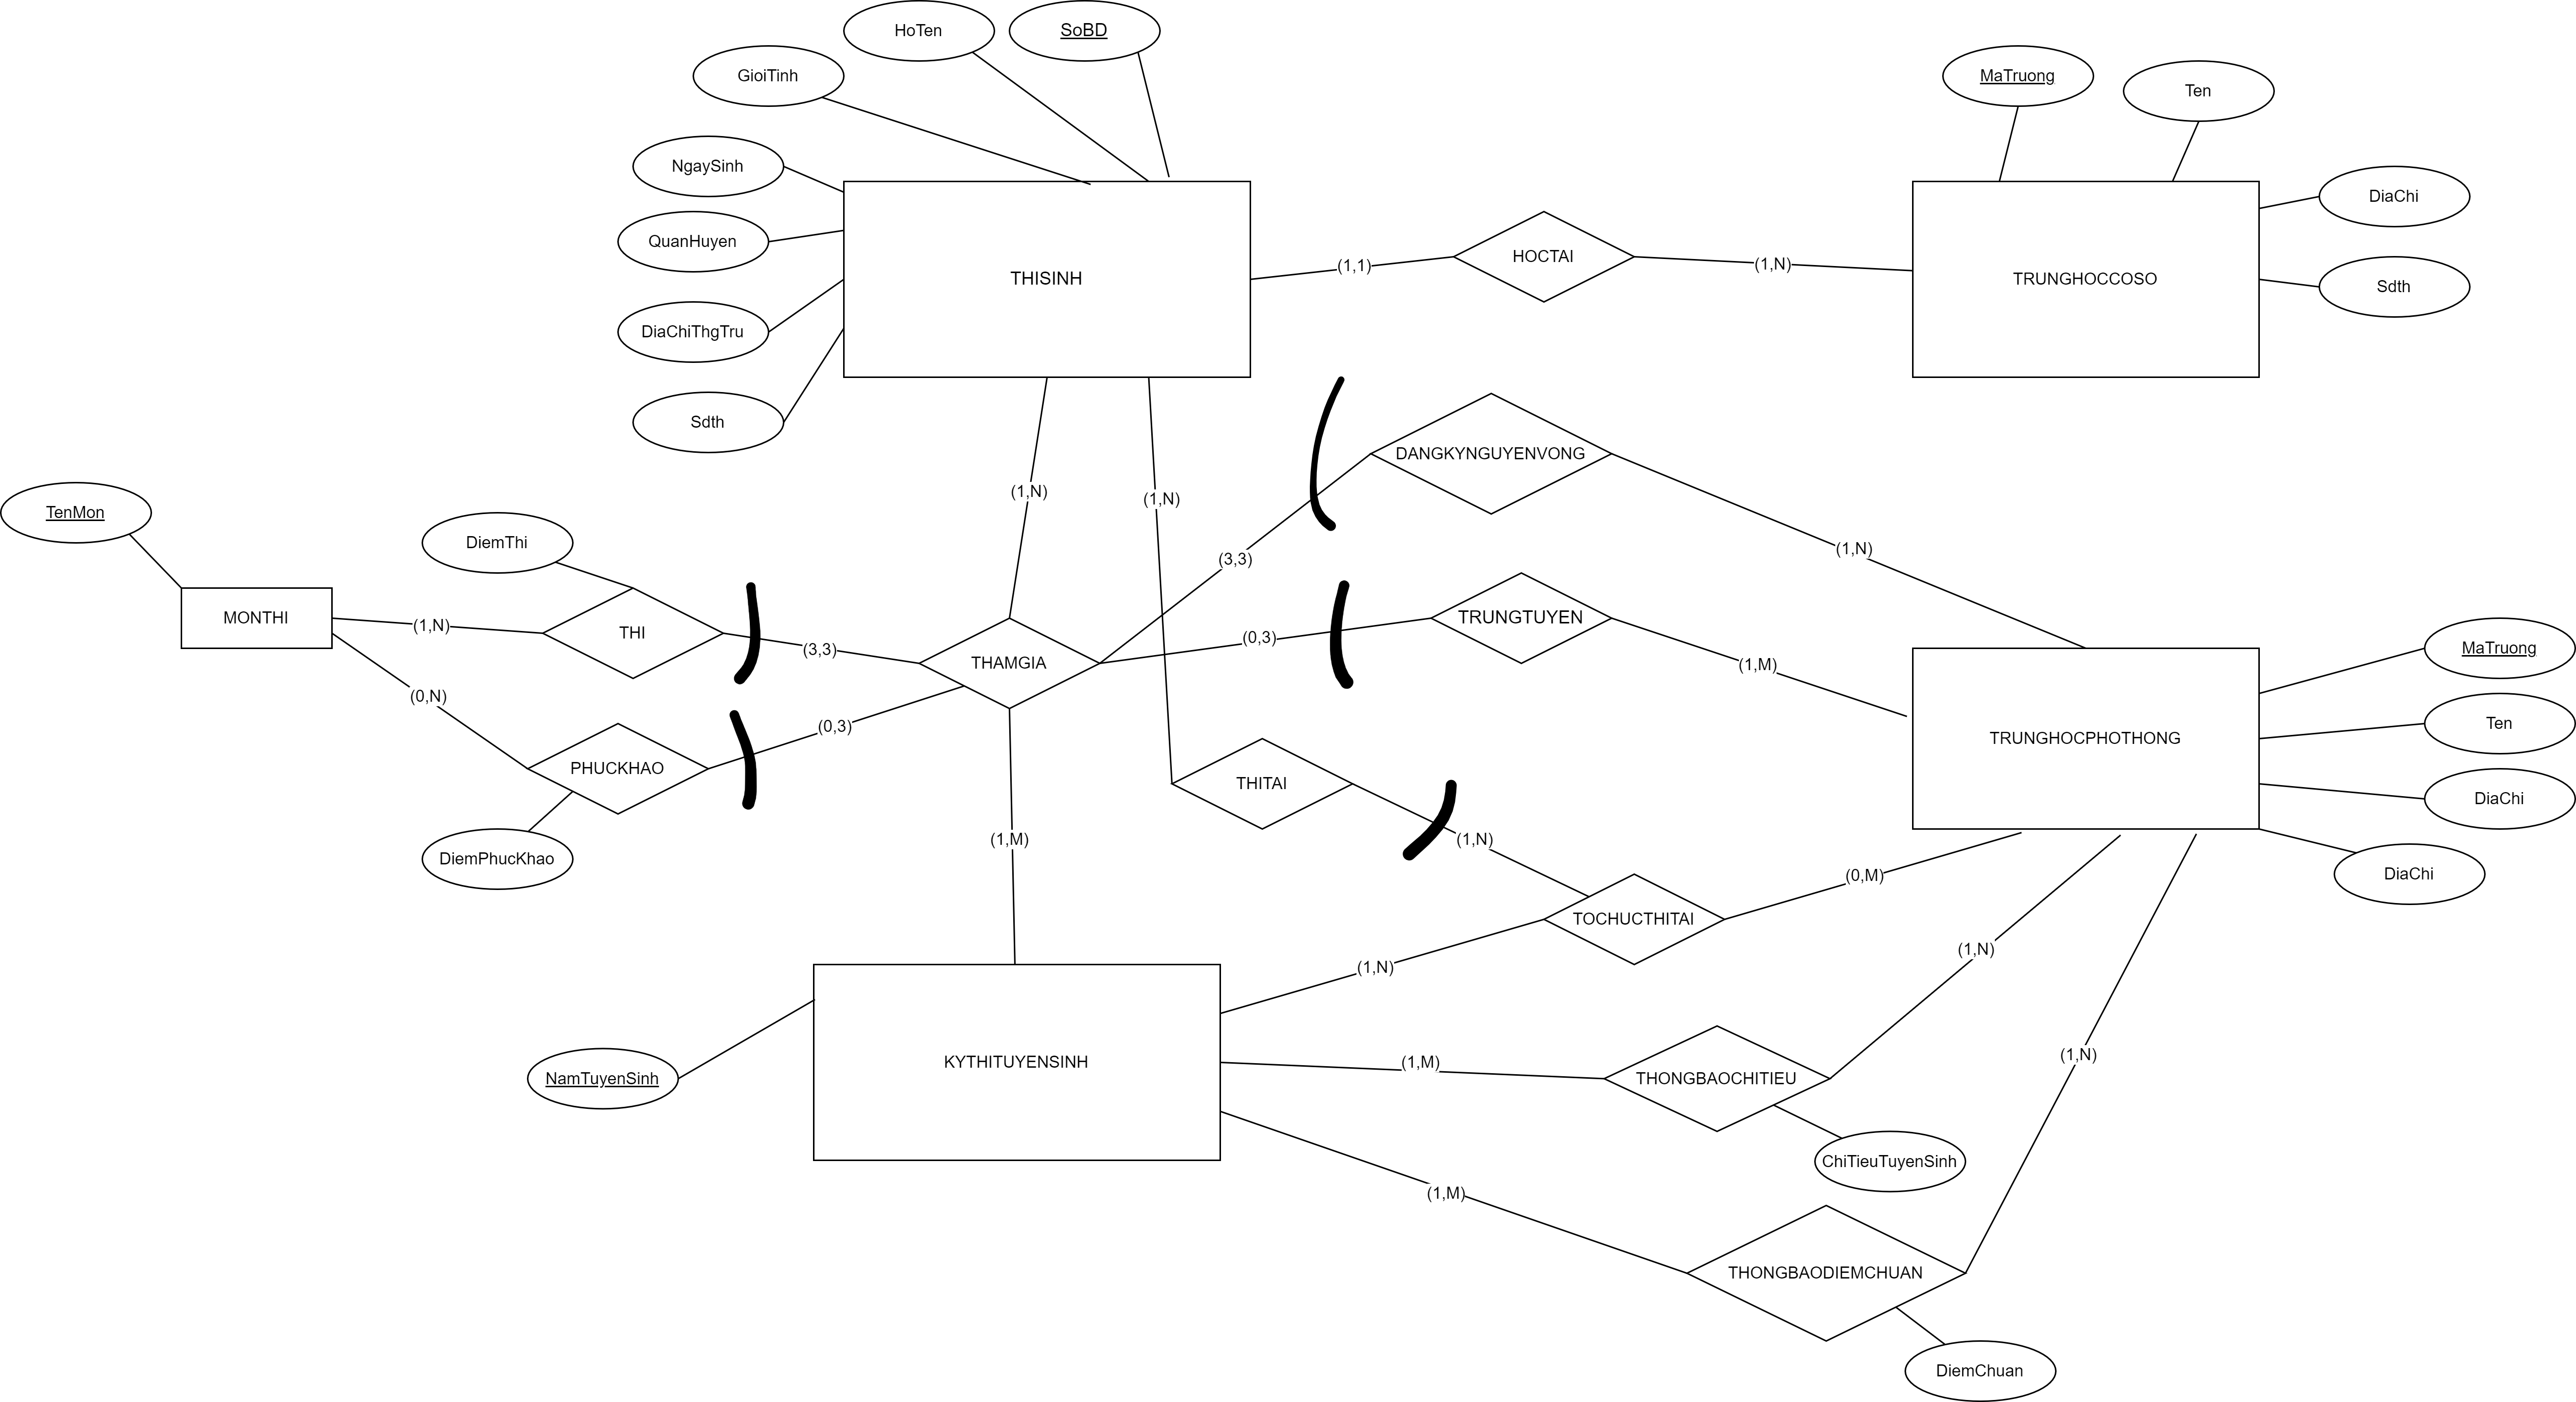 HoTen
SoBD
GioiTinh
MaTruong
Ten
NgaySinh
DiaChi
QuanHuyen
HOCTAI
(1,1)
(1,N)
THISINH
TRUNGHOCCOSO
Sdth
DiaChiThgTru
Sdth
DANGKYNGUYENVONG
(1,N)
(1,N)
TenMon
DiemThi
(1,N)
(3,3)
MONTHI
(1,N)
THI
(3,3)
THAMGIA
(0,3)
TRUNGTUYEN
(1,M)
MaTruong
(0,N)
(0,3)
Ten
TRUNGHOCPHOTHONG
PHUCKHAO
THITAI
DiaChi
(1,M)
(1,N)
DiemPhucKhao
(0,M)
DiaChi
TOCHUCTHITAI
(1,N)
(1,N)
KYTHITUYENSINH
(1,M)
(1,N)
NamTuyenSinh
THONGBAOCHITIEU
ChiTieuTuyenSinh
(1,M)
THONGBAODIEMCHUAN
DiemChuan